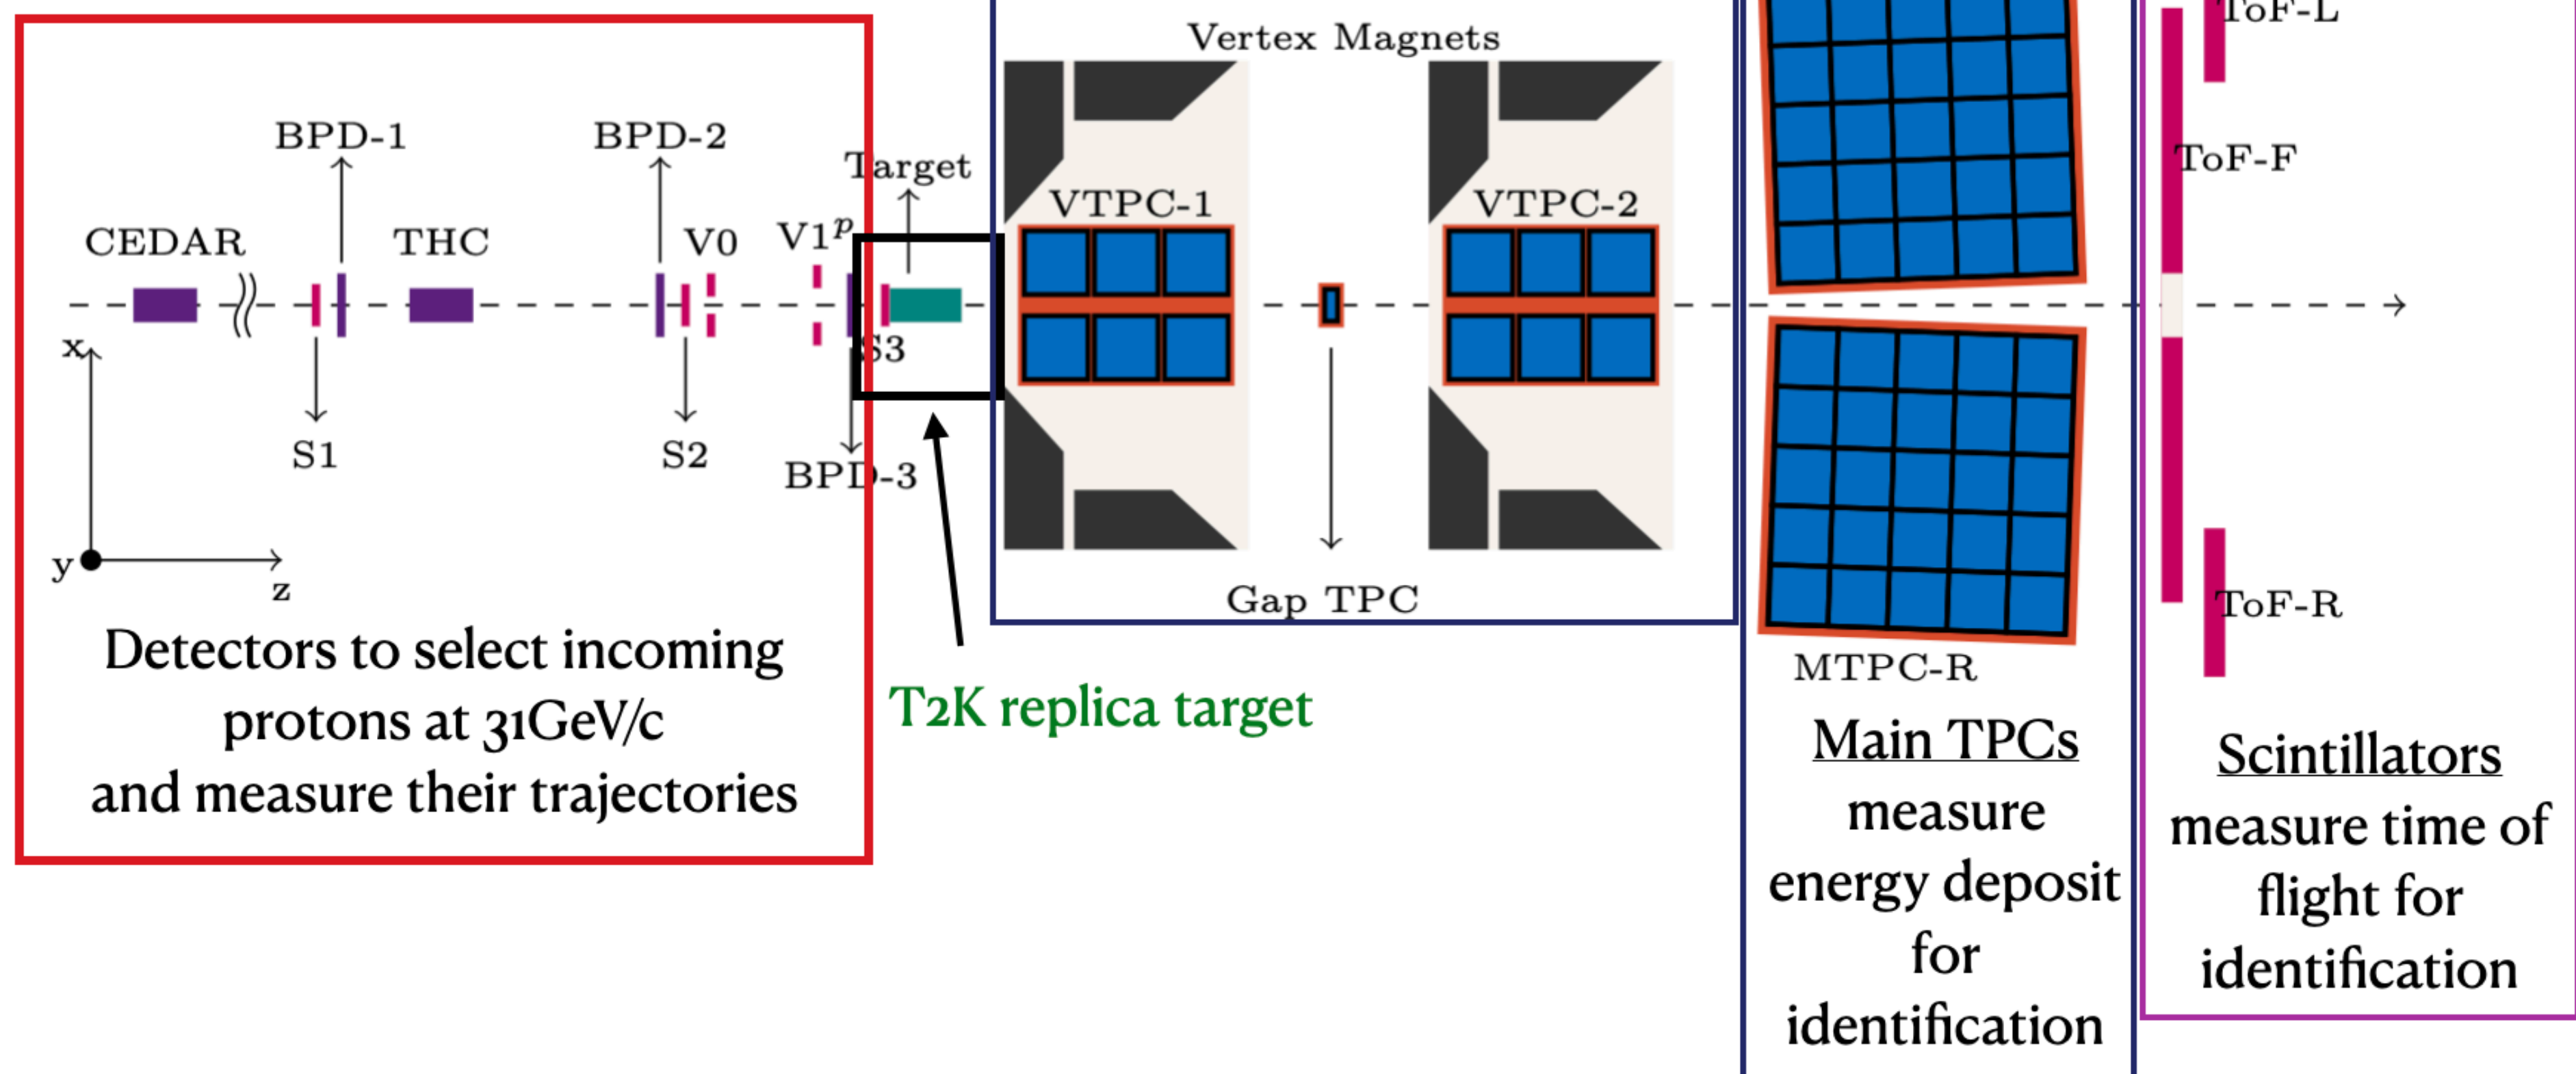 ToF-L
Vertex Magnets
BPD-1
BPD-2
Target
ToF-F
VTPC-1
VTPC-2
CEDAR
THC
V0
V1p
x
S3
S1
S2
BPD-3
y
z
Gap TPC
ToF-R
MTPC-R
Detectors to select incoming
protons at 31GeV/c
and measure their trajectories
T2K replica target
Main TPCs
measure
energy deposit
for
identification
Scintillators
measure time of
flight for
identification